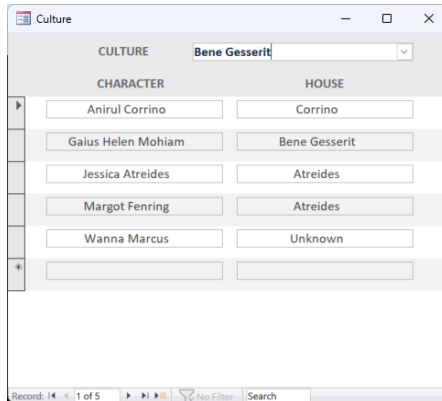 Culture
CULTURE Bene Gesserit
CHARACTER HOUSE
Anirul Corrino Corrino
Gaius Helen Mohiam Bene Gesserit
Jessica Atreides Atreides
Margot Fenring Atreides
Wanna Marcus Unknown
Record: 1 of 5 No Filter Search